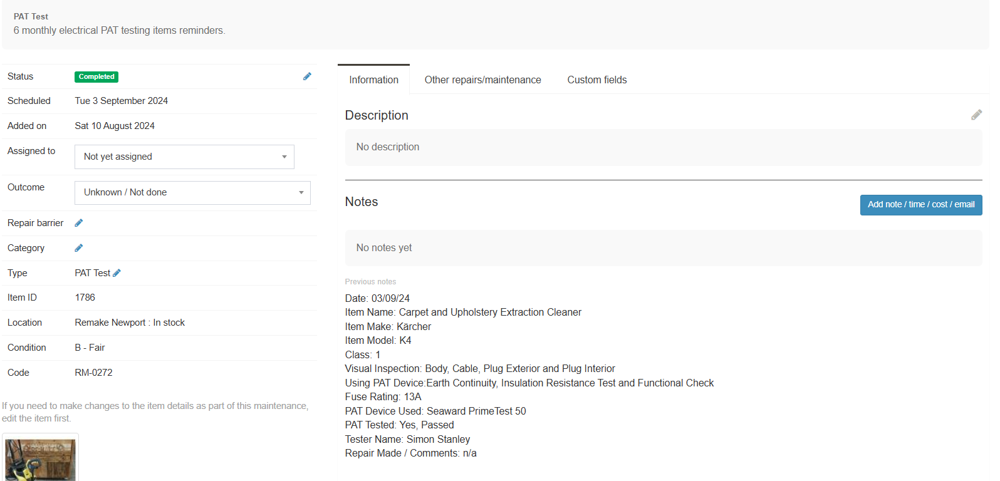 PAT Test
6 monthly electrical PAT testing items reminders.
Status
Completed
Scheduled
Tue 3 September 2024
Added on
Sat 10 August 2024
Assigned to
Not yet assigned
Outcome
Unknown / Not done
Repair barrier
Category
Type
PAT Test
Item ID
1786
Location
Remake Newport : In stock
Condition
B - Fair
Code
RM-0272
If you need to make changes to the item details as part of this maintenance,
edit the item first.
Information
Other repairs/maintenance
Custom fields
Description
No description
Notes
Add note / time / cost / email
No notes yet
Previous notes
Date: 03/09/24
Item Name: Carpet and Upholstery Extraction Cleaner
Item Make: Kärcher
Item Model: K4
Class: 1
Visual Inspection: Body, Cable, Plug Exterior and Plug Interior
Using PAT Device:Earth Continuity, Insulation Resistance Test and Functional Check
Fuse Rating: 13A
PAT Device Used: Seaward PrimeTest 50
PAT Tested: Yes, Passed
Tester Name: Simon Stanley
Repair Made / Comments: n/a